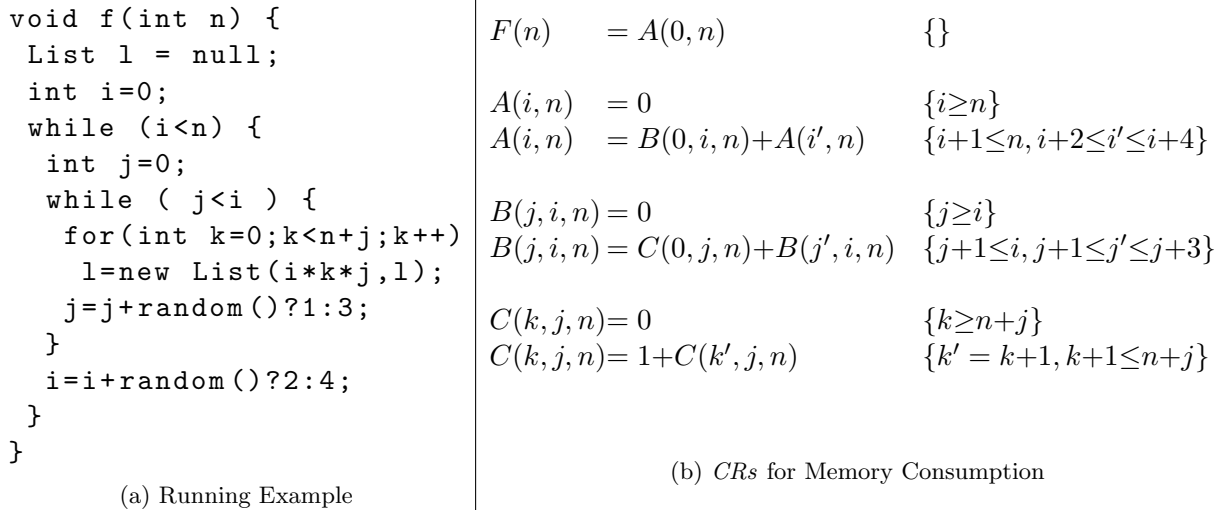 void f(int n) {
List l = null;
int i=0;
while (i<n) {
int j=0;
while ( j<i ) {
for(int k=0;k<n+j;k++)
l=new List(i*k*j,l);
j=j+random()?1:3;
}
i=i+random()?2:4;
}
}
(a) Running Example
F(n) = A(0, n) {}
A(i, n) = 0 {i≥n}
A(i, n) = B(0, i, n)+A(i′, n) {i+1≤n, i+2≤i′≤i+4}
B(j, i, n)= 0 {j≥i}
B(j, i, n)= C(0, j, n)+B(j′, i, n) {j+1≤i, j+1≤j′≤j+3}
C(k, j, n)= 0 {k≥n+j}
C(k, j, n)= 1+C(k′, j, n) {k′ = k+1, k+1≤n+j}
(b) CRs for Memory Consumption